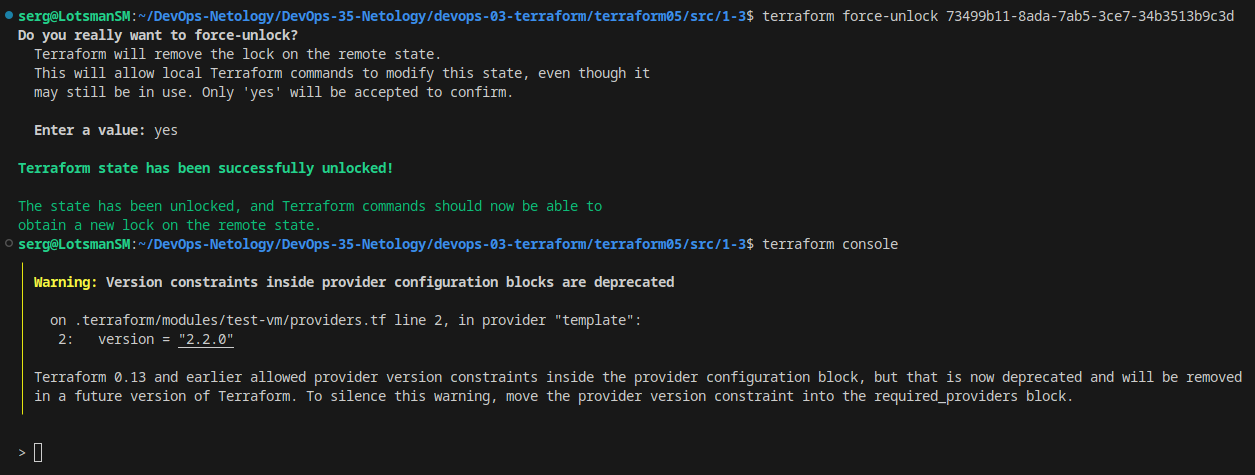 serg@LotsmanSM:~/DevOps-Netology/DevOps-35-Netology/devops-03-terraform/terraform05/src/1-3$ terraform force-unlock 73499b11-8ada-7ab5-3ce7-34b3513b9c3d
Do you really want to force-unlock?
Terraform will remove the lock on the remote state.
This will allow local Terraform commands to modify this state, even though it
may still be in use. Only 'yes' will be accepted to confirm.
Enter a value: yes
Terraform state has been successfully unlocked!
The state has been unlocked, and Terraform commands should now be able to
obtain a new lock on the remote state.
serg@LotsmanSM:~/DevOps-Netology/DevOps-35-Netology/devops-03-terraform/terraform05/src/1-3$ terraform console
Warning: Version constraints inside provider configuration blocks are deprecated
on .terraform/modules/test-vm/providers.tf line 2, in provider "template":
2: version = "2.2.0"
Terraform 0.13 and earlier allowed provider version constraints inside the provider configuration block, but that is now deprecated and will be removed
in a future version of Terraform. To silence this warning, move the provider version constraint into the required_providers block.
>